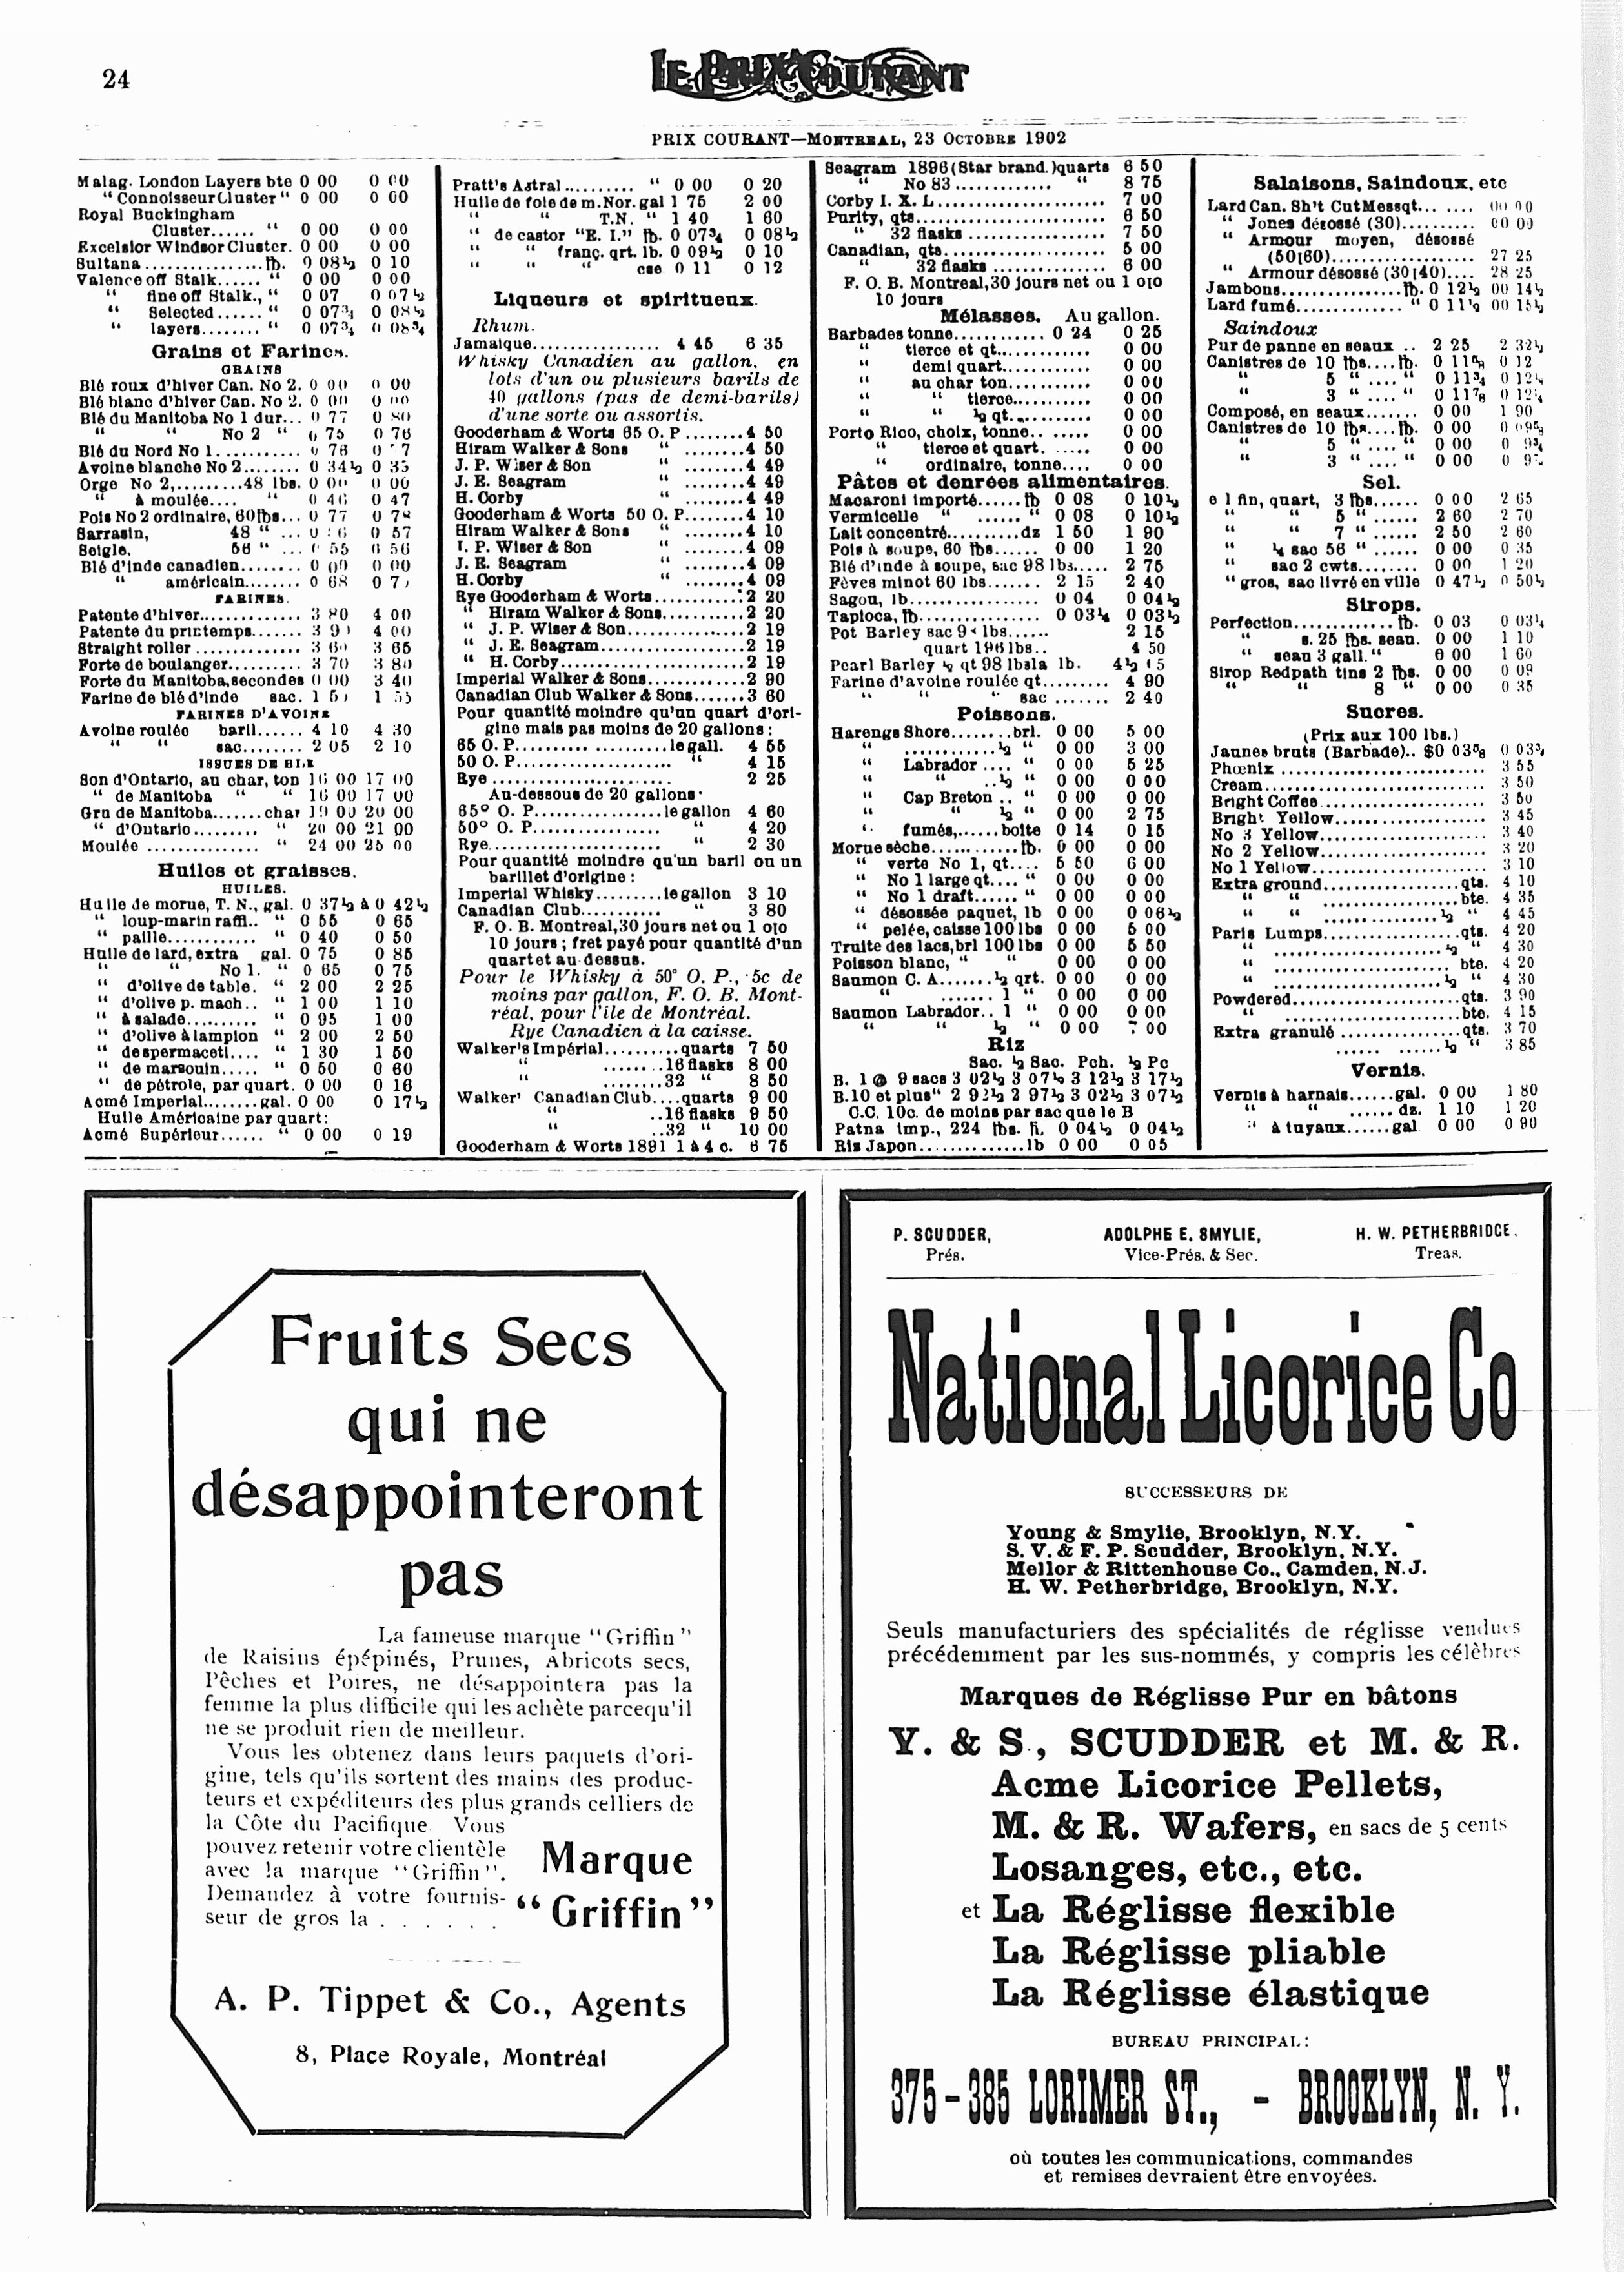 24
LE PRIX COURANT
PRIX COURANT—MONTREAL, 23 OCTOBRE 1902
Malag. London Layers bte 0 00 0 00
“ Connoisseur Cluster “ 0 00 0 00
Royal Buckingham
Cluster...... “ 0 00 0 00
Excelsior Windsor Cluster. 0 00 0 00
Sultana.................lb. 0 08½ 0 10
Valence off Stalk...... “ 0 00 0 00
“ fine off Stalk., “ 0 07 0 07½
“ Selected...... “ 0 07¾ 0 08½
“ layers........ “ 0 07¾ 0 08¾
Grains et Farines.
GRAINS
Blé roux d'hiver Can. No 2. 0 00 0 00
Blé blanc d'hiver Can. No 2. 0 00 0 00
Blé du Manitoba No 1 dur... 0 77 0 80
“ “ No 2 “ 0 75 0 76
Blé du Nord No 1........... 0 76
Avoine blanche No 2........ 0 34½ 0 35
Orge No 2,.........48 lbs. 0 00 0 00
“ à moulée.... “ 0 46 0 47
Pois No 2 ordinaire, 60 lbs... 0 77
Sarrasin, 48 “ ... 0 57
Seigle, 56 “ ... 0 55 0 56
Blé d'inde canadien........ 0 00 0 00
“ américain........ 0 68
FARINES.
Patente d'hiver............. 3 80 4 00
Patente du printemps....... 4 00
Straight roller ............ 3 60 3 65
Forte de boulanger.......... 3 70 3 80
Forte du Manitoba, secondes 0 00 3 40
Farine de blé d'inde sac. 1 55
FARINES D'AVOINE
Avoine roulée baril...... 4 10 4 30
“ “ sac........ 2 05 2 10
ISSUES DE BLE
Son d'Ontario, au char, ton 16 00 17 00
“ de Manitoba “ “ 16 00 17 00
Gru de Manitoba.......char 19 00 20 00
“ d'Ontario......... “ 20 00 21 00
Moulée .............. “ 24 00 25 00
Huiles et graisses.
HUILES.
Huile de morue, T. N., gal. 0 37½ à 0 42½
“ loup-marin raffi.. “ 0 55 0 65
“ paille............ “ 0 40 0 50
Huile de lard, extra gal. 0 75 0 85
“ “ No 1. “ 0 65 0 75
“ d'olive de table. “ 2 00 2 25
“ d'olive p. mach.. “ 1 00 1 10
“ à salade.......... “ 0 95 1 00
“ d'olive à lampion “ 2 00 2 50
“ de spermaceti.... “ 1 30 1 50
“ de marsouin..... “ 0 50 0 60
“ de pétrole, par quart. 0 00 0 16
Acmé Imperial........gal. 0 00 0 17½
Huile Américaine par quart:
Acmé Supérieur...... “ 0 00 0 19
Pratt's Astral .......... “ 0 00 0 20
Huile de foie de m. Nor. gal 1 75 2 00
“ “ T.N. “ 1 40 1 60
“ de castor “E. I.” lb. 0 07¾ 0 08½
“ “ franç. qrt. lb. 0 09½ 0 10
“ “ “ cse 0 11 0 12
Liqueurs et spiritueux.
Rhum.
Jamaique................ 4 45 6 35
Whisky Canadien au gallon, en
lots d'un ou plusieurs barils de
40 gallons (pas de demi-barils)
d'une sorte ou assortis.
Gooderham & Worts 65 O. P ........4 50
Hiram Walker & Sons “ ........4 50
J. P. Wiser & Son “ ........4 49
J. E. Seagram “ ........4 49
H. Corby “ ........4 49
Gooderham & Worts 50 O. P........4 10
Hiram Walker & Sons “ ........4 10
J. P. Wiser & Son “ ........4 09
J. E. Seagram “ ........4 09
H. Corby “ ........4 09
Rye Gooderham & Worts...........2 20
“ Hiram Walker & Sons...........2 20
“ J. P. Wiser & Son...............2 19
“ J. E. Seagram...................2 19
“ H. Corby.......................2 19
Imperial Walker & Sons............2 90
Canadian Club Walker & Sons.......3 60
Pour quantité moindre qu'un quart d'ori-
gine mais pas moins de 20 gallons:
65 O. P.....................le gall. 4 55
50 O. P...................... “ 4 15
Rye ......................... 2 25
Au-dessous de 20 gallons:
65° O. P................le gallon 4 60
50° O. P................ “ 4 20
Rye...................... “ 2 30
Pour quantité moindre qu'un baril ou un
barillet d'origine:
Imperial Whisky.........le gallon 3 10
Canadian Club........... “ 3 80
F. O. B. Montreal, 30 jours net ou 1 o|o
10 jours; fret payé pour quantité d'un
quart et au-dessus.
Pour le Whisky à 50° O. P., 5c de
moins par gallon, F. O. B. Mont-
réal, pour l'île de Montréal.
Rye Canadien à la caisse.
Walker's Impérial..........quarts 7 50
“ ........16 flasks 8 00
“ ........32 “ 8 50
Walker' Canadian Club....quarts 9 00
“ ..16 flasks 9 50
“ ..32 “ 10 00
Gooderham & Worts 1891 1 à 4 c. 6 75
Seagram 1896 (Star brand.) quarts 6 50
“ No 83............. “ 8 75
Corby I. X. L...................... 7 00
Purity, qts........................ 6 50
“ 32 flasks ................. 7 50
Canadian, qts..................... 5 00
“ 32 flasks .............. 6 00
F. O. B. Montreal, 30 jours net ou 1 o|o
10 jours
Mélasses. Au gallon.
Barbades tonne........... 0 24 0 25
“ tierce et qt............. 0 00
“ demi quart............ 0 00
“ au char ton........... 0 00
“ “ tierce.......... 0 00
“ “ ½ qt........... 0 00
Porto Rico, choix, tonne.. ..... 0 00
“ tierce et quart. ..... 0 00
“ ordinaire, tonne.... 0 00
Pâtes et denrées alimentaires.
Macaroni importé...... lb 0 08 0 10½
Vermicelle “ ...... “ 0 08 0 10½
Lait concentré..........dz 1 50 1 90
Pois à soupe, 60 lbs...... 0 00 1 20
Blé d'inde à soupe, sac 98 lbs..... 2 75
Fèves minot 60 lbs....... 2 15 2 40
Sagou, lb................. 0 04 0 04½
Tapioca, lb................ 0 03¼ 0 03½
Pot Barley sac 98 lbs...... 2 15
quart 196 lbs.. 4 50
Pearl Barley ½ qt 98 lbs la lb. 4½
Farine d'avoine roulée qt......... 4 90
“ “ “ sac ....... 2 40
Poissons.
Harengs Shore........brl. 0 00 5 00
“ ............½ “ 0 00 3 00
“ Labrador .... “ 0 00 5 25
“ “ ..½ “ 0 00 0 00
“ Cap Breton .. “ 0 00 0 00
“ “ ½ “ 0 00 2 75
“ fumés,......boite 0 14 0 15
Morue sèche............lb. 0 00 0 00
“ verte No 1, qt.... 5 50 6 00
“ No 1 large qt.... “ 0 00 0 00
“ No 1 draft....... “ 0 00 0 00
“ désossée paquet, lb 0 00 0 06½
“ pelée, caisse 100 lbs 0 00 5 00
Truite des lacs, brl 100 lbs 0 00 5 50
Poisson blanc, “ “ 0 00 0 00
Saumon C. A.......½ qrt. 0 00 0 00
“ ....... 1 “ 0 00 0 00
Saumon Labrador.. 1 “ 0 00 0 00
“ “ ½ “ 0 00 7 00
Riz
Sac. ½ Sac. Pch. ½ Pc
B. 1 @ 9 sacs 3 02½ 3 07½ 3 12½ 3 17½
B. 10 et plus “ 2 92½ 2 97½ 3 02½ 3 07½
C.C. 10c. de moins par sac que le B
Patna imp., 224 lbs. 0 04½ 0 04½
Ris Japon...............lb 0 00 0 05
Salaisons, Saindoux, etc
Lard Can. Sh't Cut Mess qt... .... 00 00
“ Jones désossé (30).......... 00 00
“ Armour moyen, désossé
(50|60)................... 27 25
“ Armour désossé (30|40).... 28 25
Jambons................lb. 0 12½ 00 14½
Lard fumé............... “ 0 11½ 00 15½
Saindoux
Pur de panne en seaux .. 2 25 2 32½
Canistres de 10 lbs....lb. 0 11⅝ 0 12
“ 5 “ .... “ 0 11¾
“ 3 “ .... “ 0 11⅞ 0 12¼
Composé, en seaux....... 0 00 1 90
Canistres de 10 lbs....lb. 0 00 0 09⅝
“ 5 “ .... “ 0 00 0 9¾
“ 3 “ .... “ 0 00
Sel.
e l fin, quart, 3 lbs...... 0 00 2 65
“ “ 5 “ ...... 2 60 2 70
“ “ 7 “ ...... 2 50 2 60
“ ¼ sac 56 “ ...... 0 00 0 35
“ sac 2 cwts........ 0 00 1 20
“ gros, sac livré en ville 0 47½ 0 50½
Sirops.
Perfection..............lb. 0 03 0 03¼
“ s. 25 lbs. seau. 0 00 1 10
“ seau 3 gall. “ 0 00 1 60
Sirop Redpath tins 2 lbs. 0 00 0 09
“ “ 8 “ 0 00 0 35
Sucres.
(Prix aux 100 lbs.)
Jaunes bruts (Barbade).. $0 03⅝ 0 03¾
Phœnix ........................... 3 55
Cream............................. 3 50
Bright Coffee..................... 3 50
Bright Yellow.................... 3 45
No 3 Yellow...................... 3 40
No 2 Yellow...................... 3 20
No 1 Yellow...................... 3 10
Extra ground..................qts. 4 10
“ “ ..................bte. 4 35
“ “ ...............½ “ 4 45
Paris Lumps..................qts. 4 20
“ .......................½ “ 4 30
“ ........................ bte. 4 20
“ .......................½ “ 4 30
Powdered......................qts. 3 90
“ .......................bte. 4 15
Extra granulé ................qts. 3 70
...... ......½ “ 3 85
Vernis.
Vernis à harnais......gal. 0 00 1 80
“ “ ...... dz. 1 10 1 20
“ à tuyaux......gal 0 00 0 90
Fruits Secs
qui ne
désappointeront
pas
La fameuse marque “Griffin”
de Raisins épépinés, Prunes, Abricots secs,
Pêches et Poires, ne désappointera pas la
femme la plus difficile qui les achète parcequ'il
ne se produit rien de meilleur.
Vous les obtenez dans leurs paquets d'ori-
gine, tels qu'ils sortent des mains des produc-
teurs et expéditeurs des plus grands celliers de
la Côte du Pacifique Vous
pouvez retenir votre clientèle
avec la marque “Griffin”.
Demandez à votre fournis-
seur de gros la . . . . . .
Marque
“Griffin”
A. P. Tippet & Co., Agents
8, Place Royale, Montréal
P. SCUDDER, ADOLPHE E. SMYLIE, H. W. PETHERBRIDGE.
Prés. Vice-Prés. & Sec. Treas.
National Licorice Co
SUCCESSEURS DE
Young & Smylie, Brooklyn, N.Y.
S. V. & F. P. Scudder, Brooklyn, N.Y.
Mellor & Rittenhouse Co., Camden, N.J.
H. W. Petherbridge, Brooklyn, N.Y.
Seuls manufacturiers des spécialités de réglisse vendues
précédemment par les sus-nommés, y compris les célèbres
Marques de Réglisse Pur en bâtons
Y. & S., SCUDDER et M. & R.
Acme Licorice Pellets,
M. & R. Wafers, en sacs de 5 cents
Losanges, etc., etc.
et La Réglisse flexible
La Réglisse pliable
La Réglisse élastique
BUREAU PRINCIPAL:
375-385 LORIMER ST., - BROOKLYN, N. Y.
où toutes les communications, commandes
et remises devraient être envoyées.